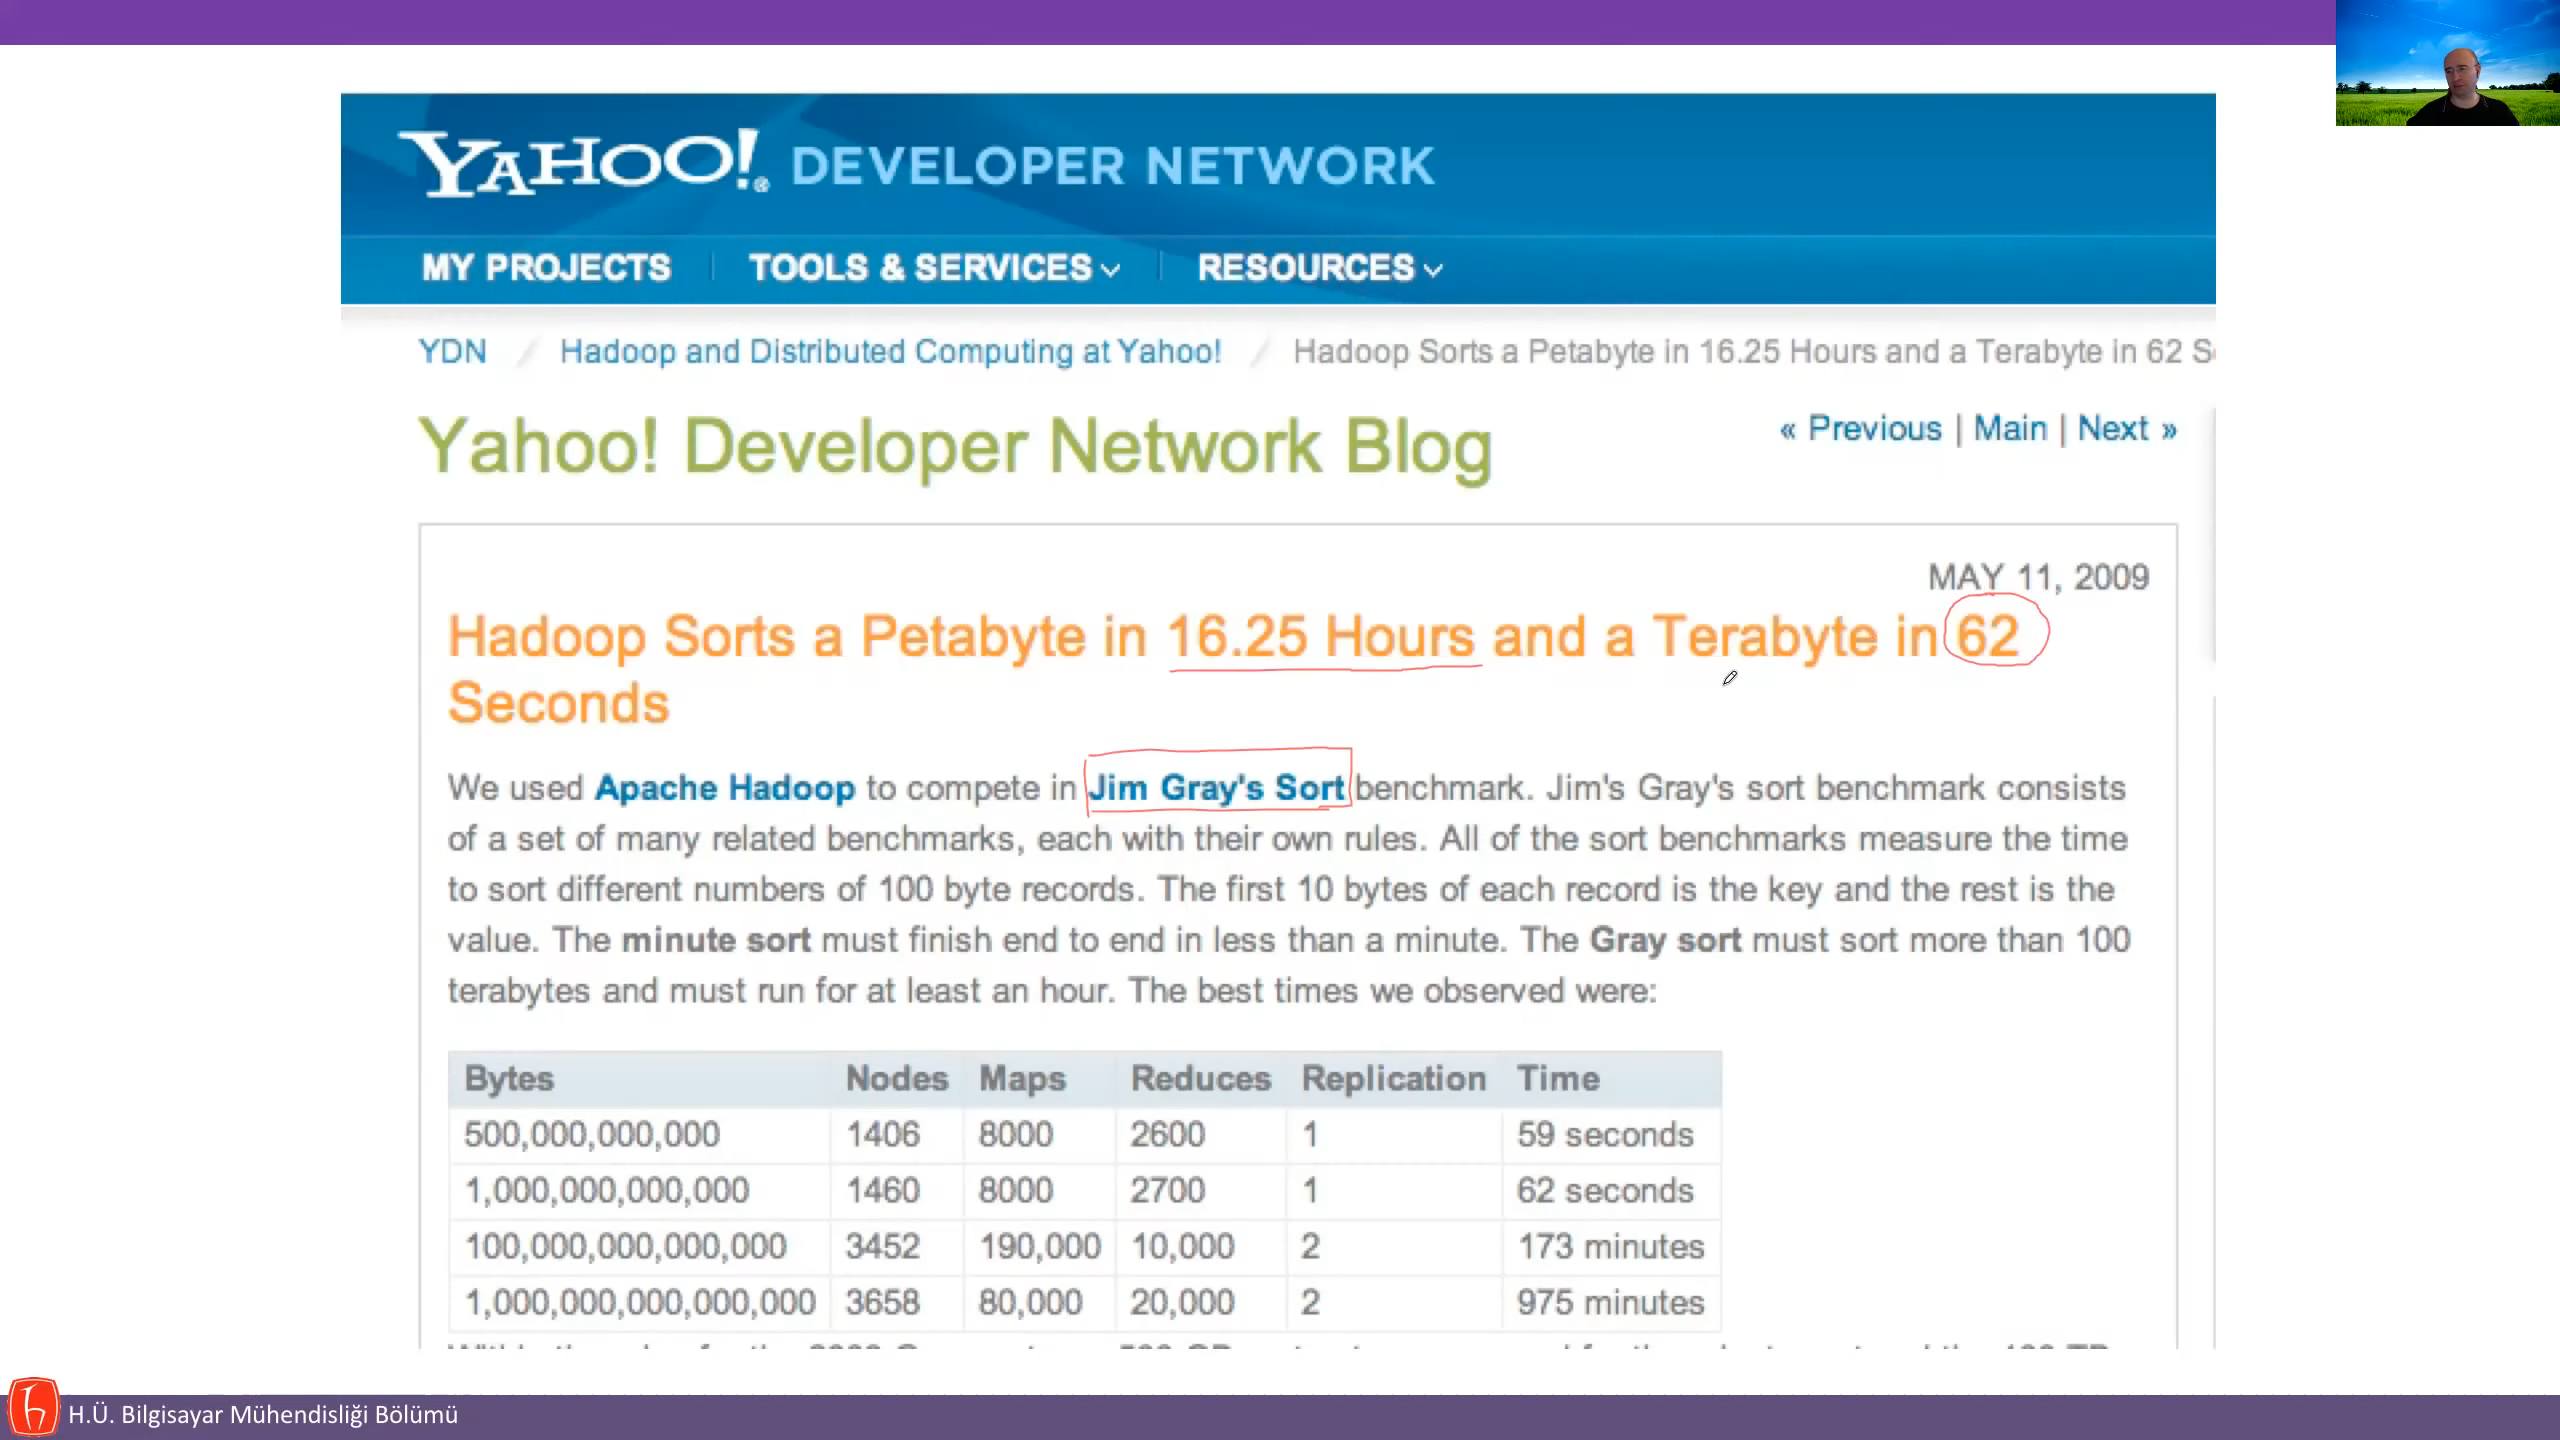 YAHOO!® DEVELOPER NETWORK
MY PROJECTS TOOLS & SERVICES RESOURCES
YDN / Hadoop and Distributed Computing at Yahoo! / Hadoop Sorts a Petabyte in 16.25 Hours and a Terabyte in 62
Yahoo! Developer Network Blog
« Previous | Main | Next »
MAY 11, 2009
Hadoop Sorts a Petabyte in 16.25 Hours and a Terabyte in 62
Seconds
We used Apache Hadoop to compete in Jim Gray's Sort benchmark. Jim's Gray's sort benchmark consists
of a set of many related benchmarks, each with their own rules. All of the sort benchmarks measure the time
to sort different numbers of 100 byte records. The first 10 bytes of each record is the key and the rest is the
value. The minute sort must finish end to end in less than a minute. The Gray sort must sort more than 100
terabytes and must run for at least an hour. The best times we observed were:
Bytes Nodes Maps Reduces Replication Time
500,000,000,000 1406 8000 2600 1 59 seconds
1,000,000,000,000 1460 8000 2700 1 62 seconds
100,000,000,000,000 3452 190,000 10,000 2 173 minutes
1,000,000,000,000,000 3658 80,000 20,000 2 975 minutes
H.Ü. Bilgisayar Mühendisliği Bölümü